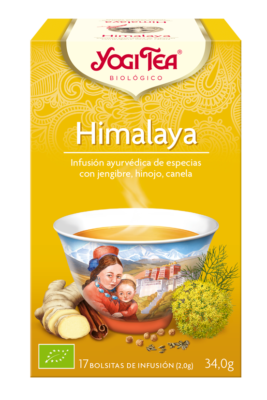 YOGI TEA®
BIOLÓGICO
Himalaya
Infusión ayurvédica de especias
con jengibre, hinojo, canela
17 BOLSITAS DE INFUSIÓN (2,0g) 34,0g